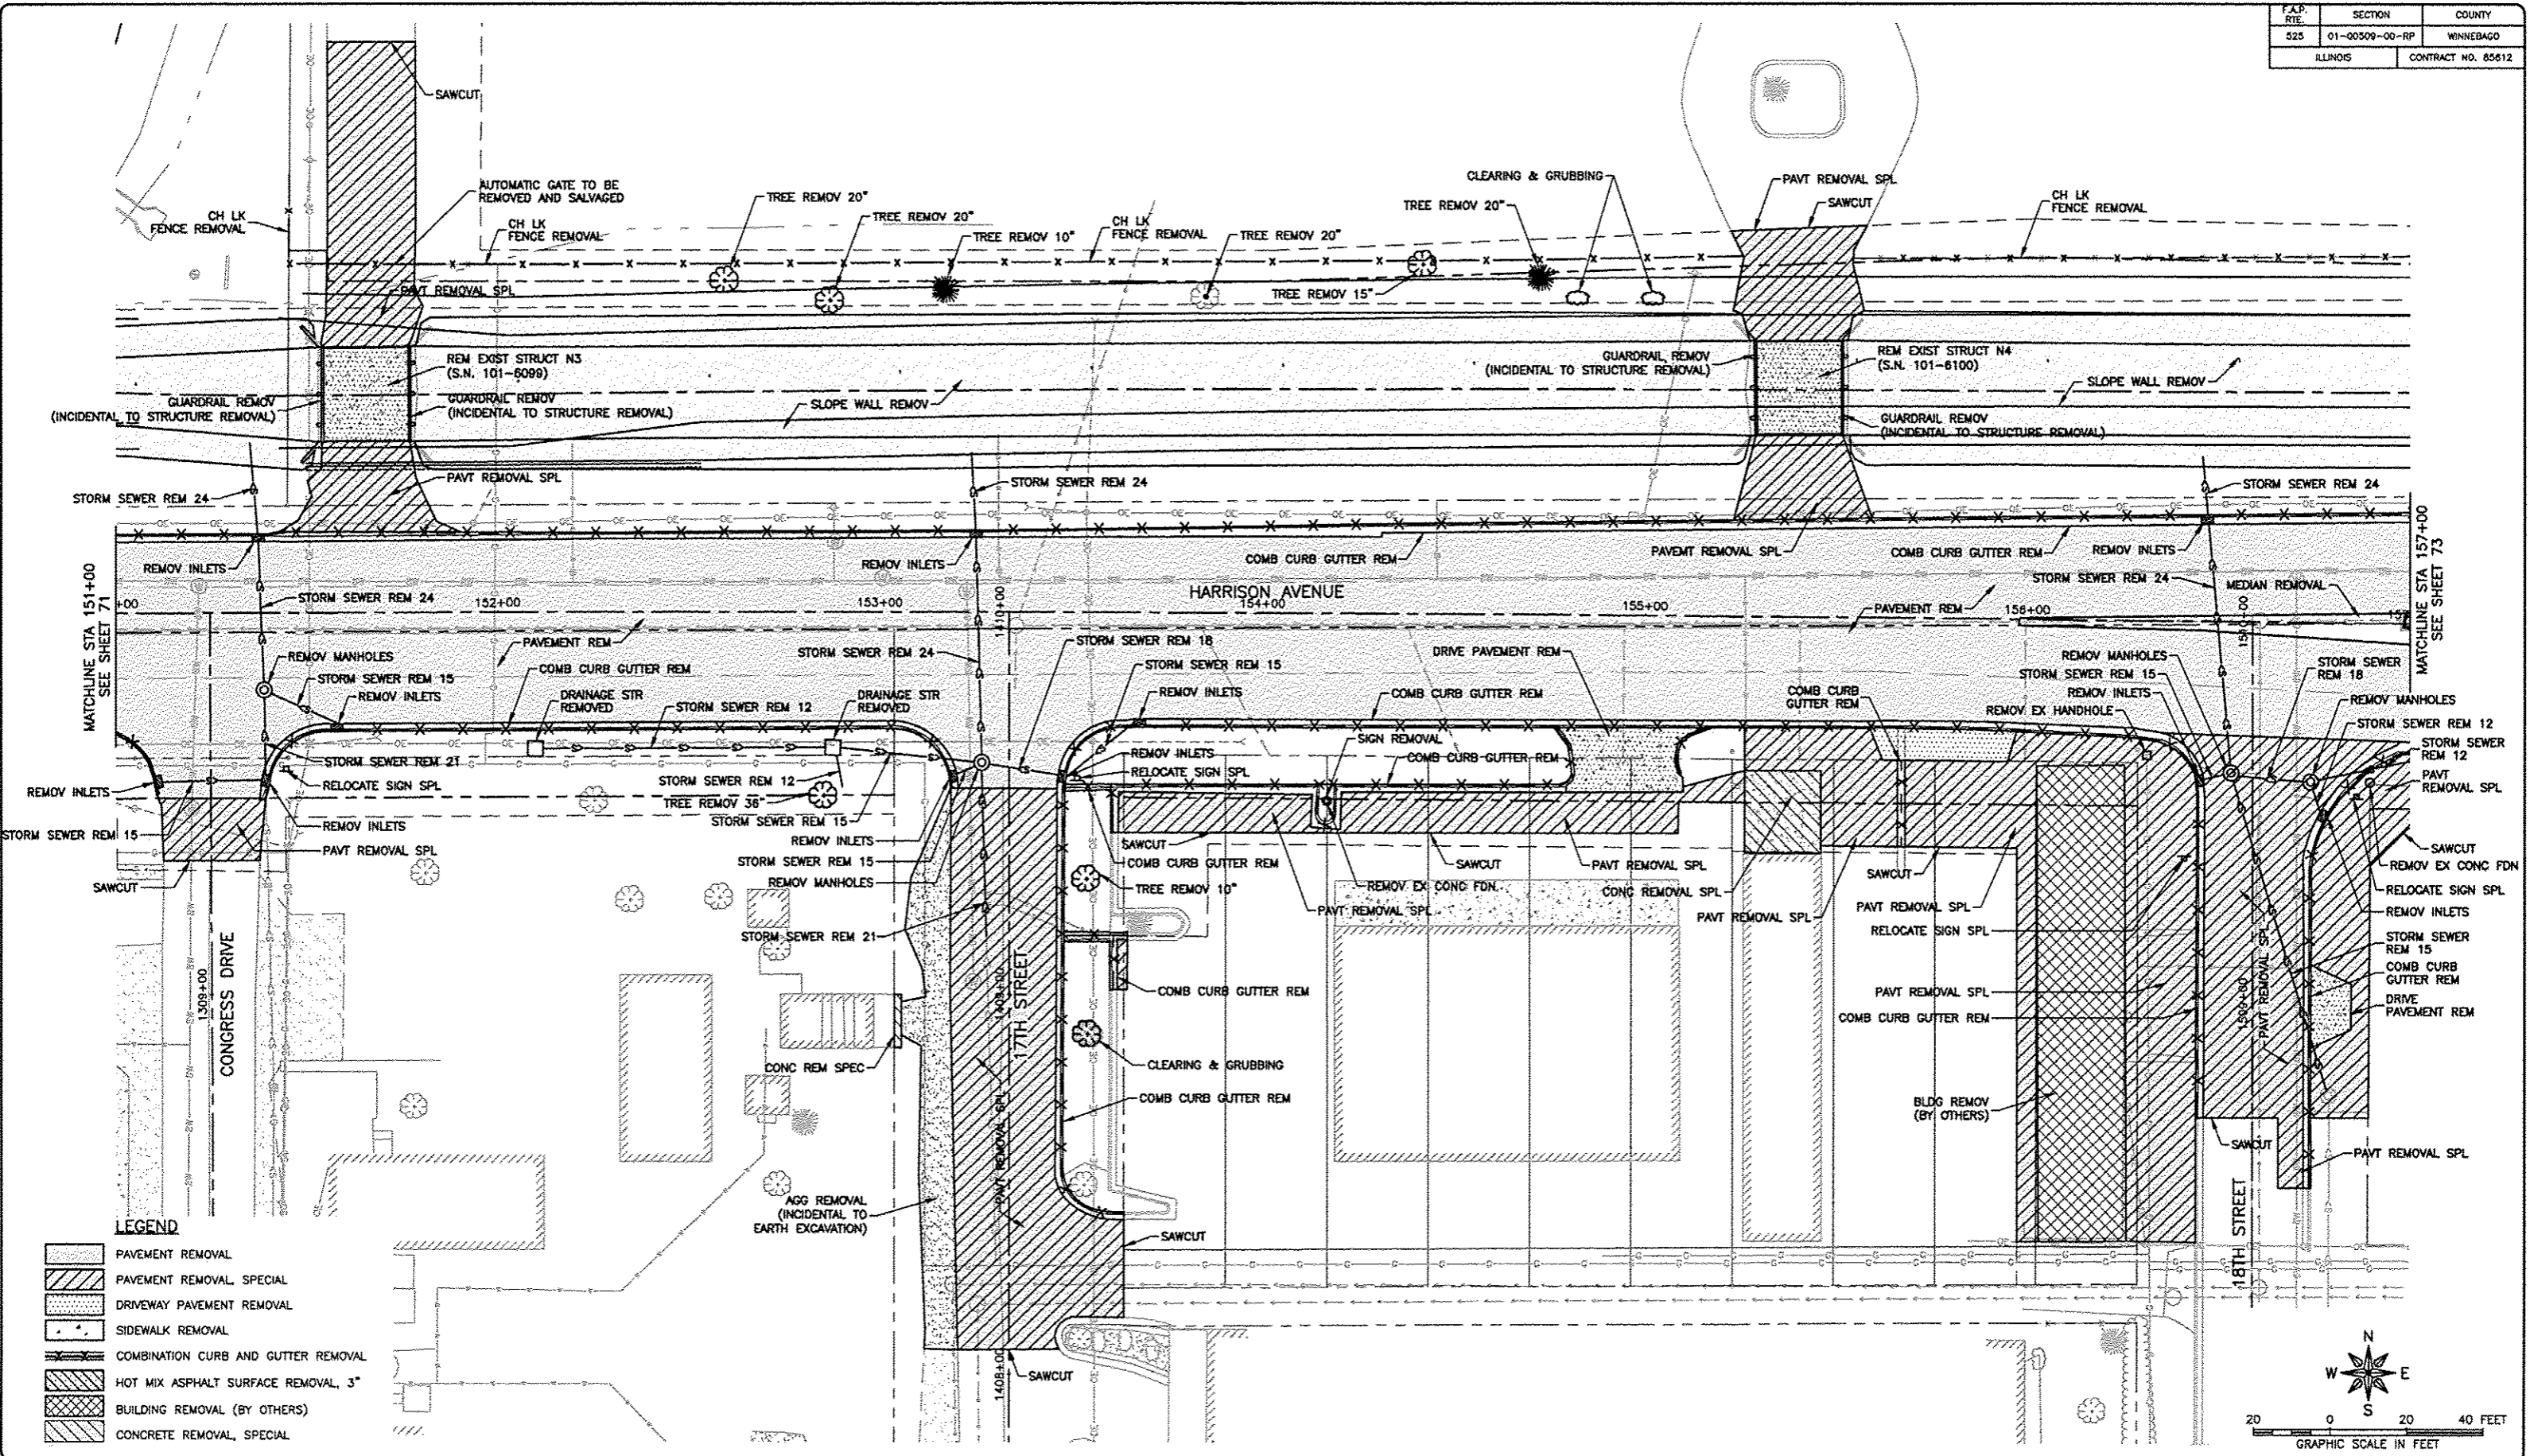 F.A.P. RTE.
SECTION
COUNTY
525
01-00509-00-RP
WINNEBAGO
ILLINOIS
CONTRACT NO. 85612
SAWCUT
AUTOMATIC GATE TO BE
REMOVED AND SALVAGED
CH LK
FENCE REMOVAL
CH LK
FENCE REMOVAL
TREE REMOV 20"
TREE REMOV 20"
TREE REMOV 10"
CH LK
FENCE REMOVAL
TREE REMOV 20"
CLEARING & GRUBBING
TREE REMOV 20"
TREE REMOV 15"
PAVT REMOVAL SPL
SAWCUT
CH LK
FENCE REMOVAL
PAVT REMOVAL SPL
REM EXIST STRUCT N3
(S.N. 101-6099)
GUARDRAIL REMOV
(INCIDENTAL TO STRUCTURE REMOVAL)
GUARDRAIL REMOV
(INCIDENTAL TO STRUCTURE REMOVAL)
SLOPE WALL REMOV
GUARDRAIL REMOV
(INCIDENTAL TO STRUCTURE REMOVAL)
REM EXIST STRUCT N4
(S.N. 101-6100)
SLOPE WALL REMOV
GUARDRAIL REMOV
(INCIDENTAL TO STRUCTURE REMOVAL)
PAVT REMOVAL SPL
STORM SEWER REM 24
STORM SEWER REM 24
STORM SEWER REM 24
REMOV INLETS
REMOV INLETS
COMB CURB GUTTER REM
PAVEMT REMOVAL SPL
COMB CURB GUTTER REM
REMOV INLETS
MATCHLINE STA 151+00
SEE SHEET 71
MATCHLINE STA 157+00
SEE SHEET 73
STORM SEWER REM 24
HARRISON AVENUE
STORM SEWER REM 24
MEDIAN REMOVAL
+00
152+00
153+00
154+00
155+00
156+00
15
1410+00
1510+00
PAVEMENT REM
PAVEMENT REM
STORM SEWER REM 18
STORM SEWER REM 24
REMOV MANHOLES
COMB CURB GUTTER REM
STORM SEWER REM 15
DRIVE PAVEMENT REM
REMOV MANHOLES
STORM SEWER REM 18
STORM SEWER REM 15
REMOV INLETS
DRAINAGE STR
REMOVED
STORM SEWER REM 12
DRAINAGE STR
REMOVED
REMOV INLETS
COMB CURB GUTTER REM
COMB CURB
GUTTER REM
STORM SEWER REM 15
REMOV INLETS
REMOV EX HANDHOLE
REMOV MANHOLES
STORM SEWER REM 12
STORM SEWER
REM 12
PAVT
REMOVAL SPL
SIGN REMOVAL
REMOV INLETS
COMB CURB GUTTER REM
RELOCATE SIGN SPL
STORM SEWER REM 21
RELOCATE SIGN SPL
STORM SEWER REM 12
TREE REMOV 36"
STORM SEWER REM 15
REMOV INLETS
REMOV INLETS
STORM SEWER REM 15
PAVT REMOVAL SPL
SAWCUT
REMOV INLETS
STORM SEWER REM 15
REMOV MANHOLES
SAWCUT
COMB CURB GUTTER REM
TREE REMOV 10"
SAWCUT
PAVT REMOVAL SPL
REMOV EX CONC FDN
PAVT REMOVAL SPL
CONC REMOVAL SPL
SAWCUT
PAVT REMOVAL SPL
PAVT REMOVAL SPL
RELOCATE SIGN SPL
SAWCUT
REMOV EX CONC FDN
RELOCATE SIGN SPL
REMOV INLETS
STORM SEWER
REM 15
COMB CURB
GUTTER REM
DRIVE
PAVEMENT REM
STORM SEWER REM 21
COMB CURB GUTTER REM
PAVT REMOVAL SPL
COMB CURB GUTTER REM
PAVT REMOVAL SPL
1309+00
CONGRESS DRIVE
1409+00
17TH STREET
1509+00
CONC REM SPEC
CLEARING & GRUBBING
COMB CURB GUTTER REM
PAVT REMOVAL SPL
BLDG REMOV
(BY OTHERS)
SAWCUT
PAVT REMOVAL SPL
AGG REMOVAL
(INCIDENTAL TO
EARTH EXCAVATION)
SAWCUT
18TH STREET
1408+00
SAWCUT
LEGEND
PAVEMENT REMOVAL
PAVEMENT REMOVAL, SPECIAL
DRIVEWAY PAVEMENT REMOVAL
SIDEWALK REMOVAL
COMBINATION CURB AND GUTTER REMOVAL
HOT MIX ASPHALT SURFACE REMOVAL, 3"
BUILDING REMOVAL (BY OTHERS)
CONCRETE REMOVAL, SPECIAL
N
W
E
S
20 0 20 40 FEET
GRAPHIC SCALE IN FEET